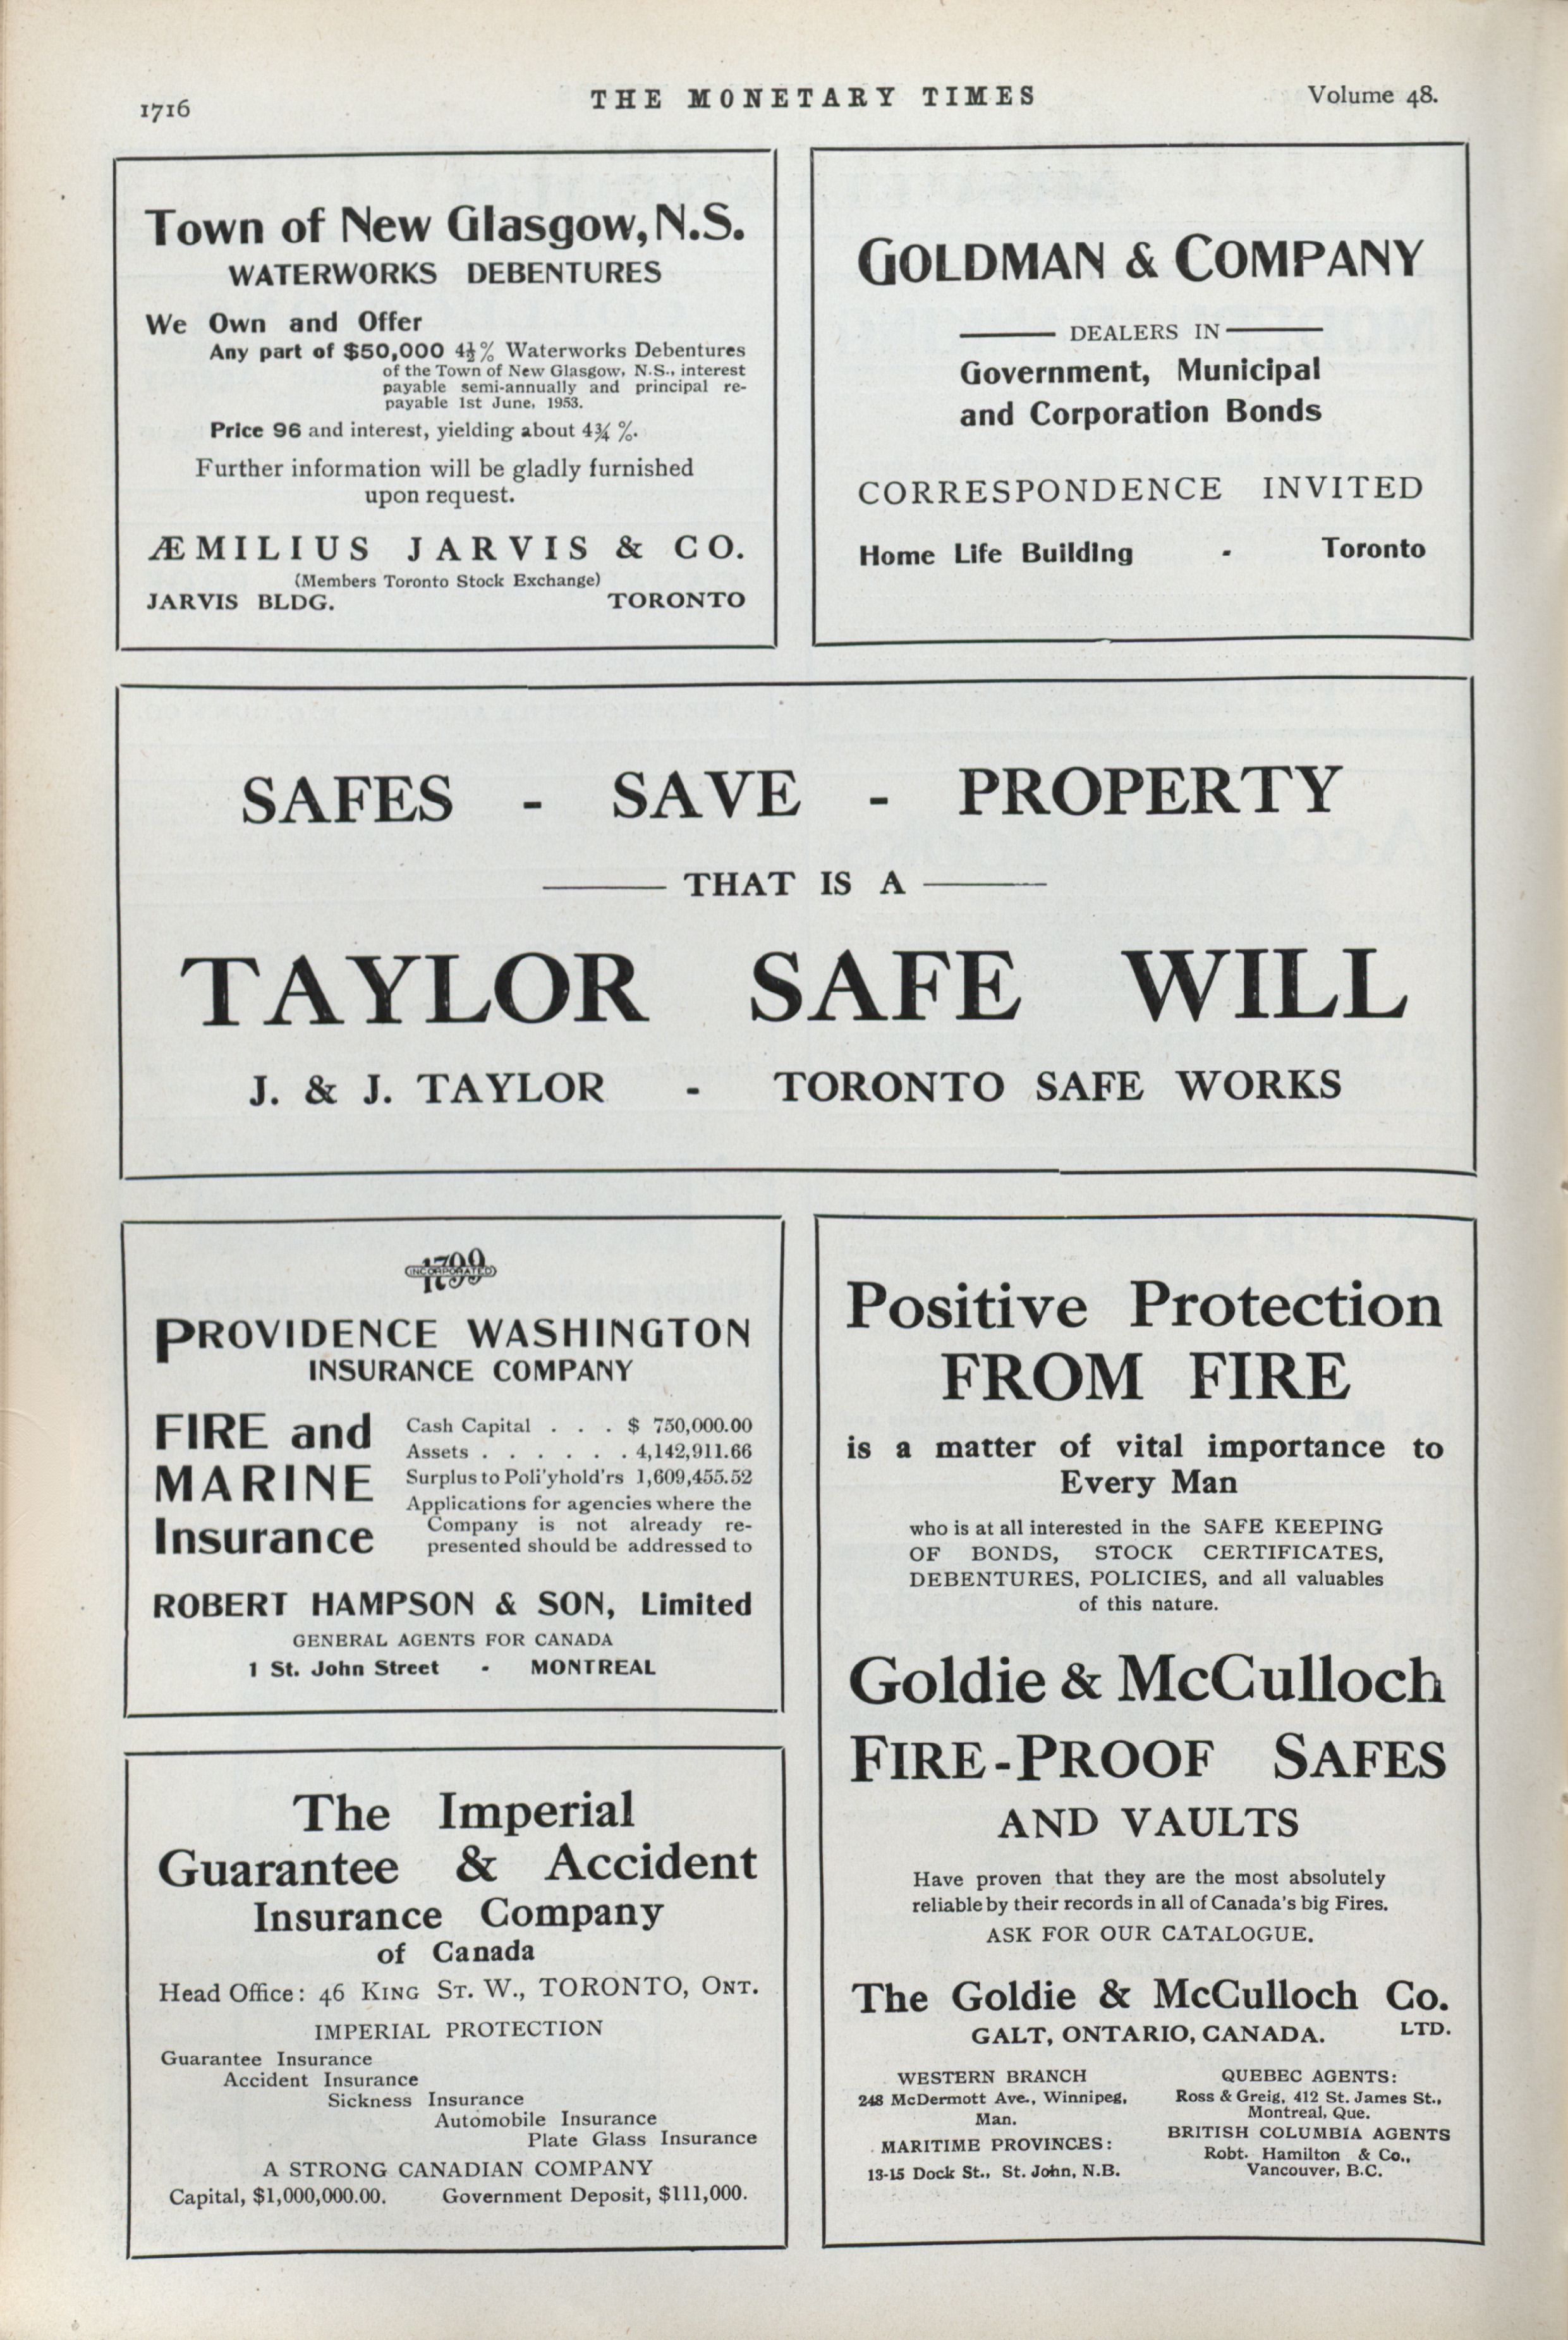 1716
THE MONETARY TIMES
Volume 48.
Town of New Glasgow, N.S.
WATERWORKS DEBENTURES
We Own and Offer
Any part of $50,000 4½% Waterworks Debentures
of the Town of New Glasgow, N.S., interest
payable semi-annually and principal re-
payable 1st June, 1953.
Price 96 and interest, yielding about 4¾ %.
Further information will be gladly furnished
upon request.
ÆMILIUS JARVIS & CO.
(Members Toronto Stock Exchange)
JARVIS BLDG. TORONTO
GOLDMAN & COMPANY
DEALERS IN
Government, Municipal
and Corporation Bonds
CORRESPONDENCE INVITED
Home Life Building - Toronto
SAFES - SAVE - PROPERTY
THAT IS A
TAYLOR SAFE WILL
J. & J. TAYLOR - TORONTO SAFE WORKS
1799
INCORPORATED
PROVIDENCE WASHINGTON
INSURANCE COMPANY
FIRE and
MARINE
Insurance
Cash Capital . . . $ 750,000.00
Assets . . . . . . 4,142,911.66
Surplus to Poli'yhold'rs 1,609,455.52
Applications for agencies where the
Company is not already re-
presented should be addressed to
ROBERT HAMPSON & SON, Limited
GENERAL AGENTS FOR CANADA
1 St. John Street - MONTREAL
The Imperial
Guarantee & Accident
Insurance Company
of Canada
Head Office: 46 KING ST. W., TORONTO, ONT.
IMPERIAL PROTECTION
Guarantee Insurance
Accident Insurance
Sickness Insurance
Automobile Insurance
Plate Glass Insurance
A STRONG CANADIAN COMPANY
Capital, $1,000,000.00. Government Deposit, $111,000.
Positive Protection
FROM FIRE
is a matter of vital importance to
Every Man
who is at all interested in the SAFE KEEPING
OF BONDS, STOCK CERTIFICATES,
DEBENTURES, POLICIES, and all valuables
of this nature.
Goldie & McCulloch
FIRE-PROOF SAFES
AND VAULTS
Have proven that they are the most absolutely
reliable by their records in all of Canada's big Fires.
ASK FOR OUR CATALOGUE.
The Goldie & McCulloch Co.
GALT, ONTARIO, CANADA. LTD.
WESTERN BRANCH
248 McDermott Ave., Winnipeg,
Man.
MARITIME PROVINCES:
13-15 Dock St., St. John, N.B.
QUEBEC AGENTS:
Ross & Greig, 412 St. James St.,
Montreal, Que.
BRITISH COLUMBIA AGENTS
Robt. Hamilton & Co.,
Vancouver, B.C.